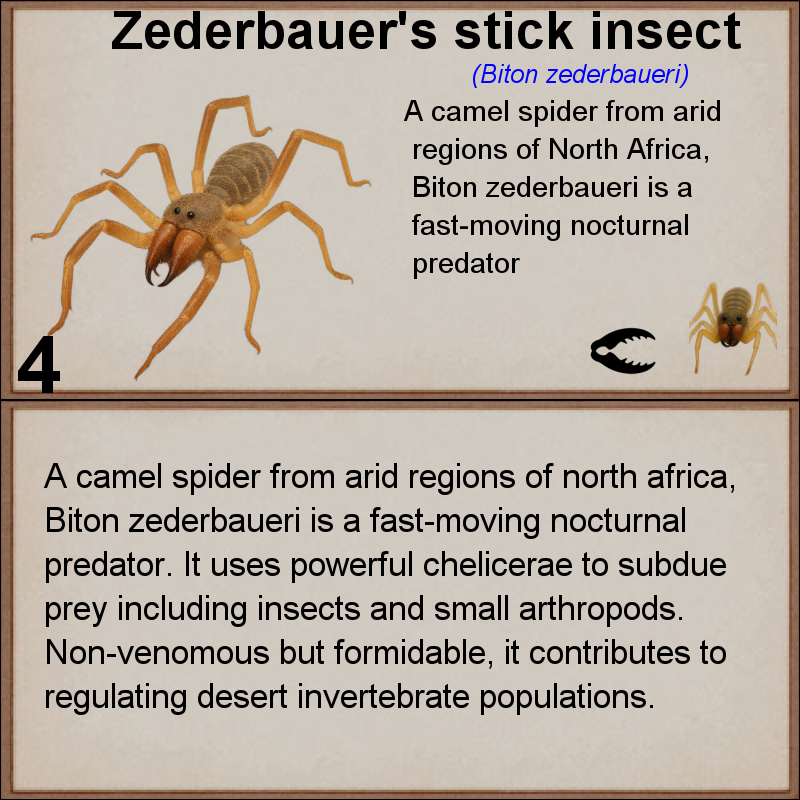 Zederbauer's stick insect
(Biton zederbaueri)
A camel spider from arid
regions of North Africa,
Biton zederbaueri is a
fast-moving nocturnal
predator
4
A camel spider from arid regions of north africa,
Biton zederbaueri is a fast-moving nocturnal
predator. It uses powerful chelicerae to subdue
prey including insects and small arthropods.
Non-venomous but formidable, it contributes to
regulating desert invertebrate populations.